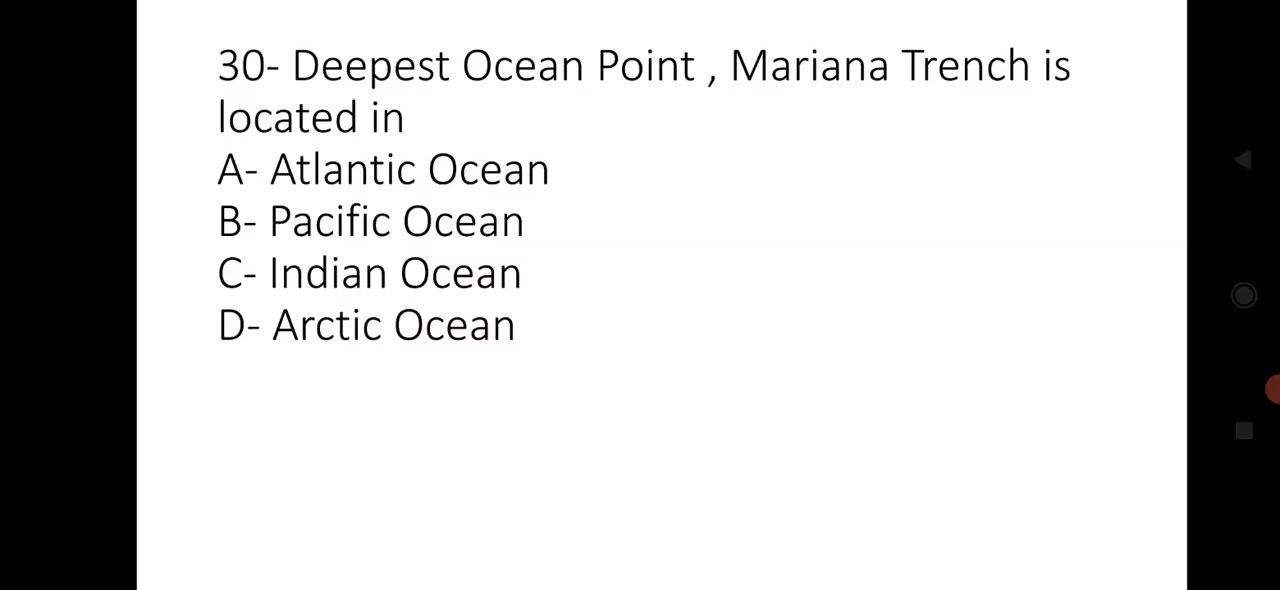 30- Deepest Ocean Point , Mariana Trench is
located in
A- Atlantic Ocean
B- Pacific Ocean
C- Indian Ocean
D- Arctic Ocean